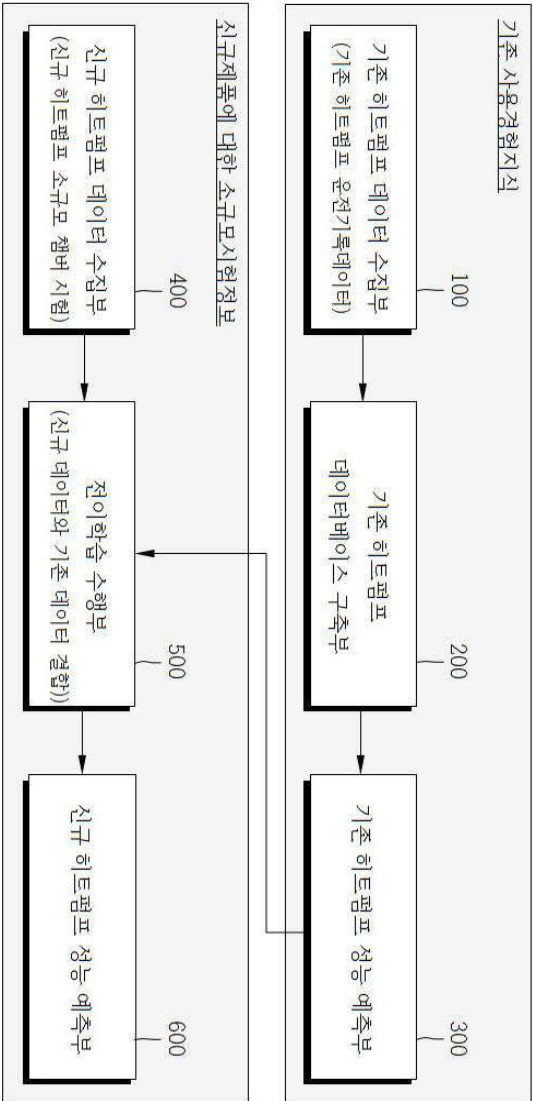 기존 사용경험지식
100
기존 히트펌프 데이터 수집부
(기존 히트펌프 운전기록데이터)
200
기존 히트펌프
데이터베이스 구축부
300
기존 히트펌프 성능 예측부
신규제품에 대한 소규모시험정보
400
신규 히트펌프 데이터 수집부
(신규 히트펌프 소규모 챔버 시험)
500
전이학습 수행부
(신규 데이터와 기존 데이터 결합))
600
신규 히트펌프 성능 예측부